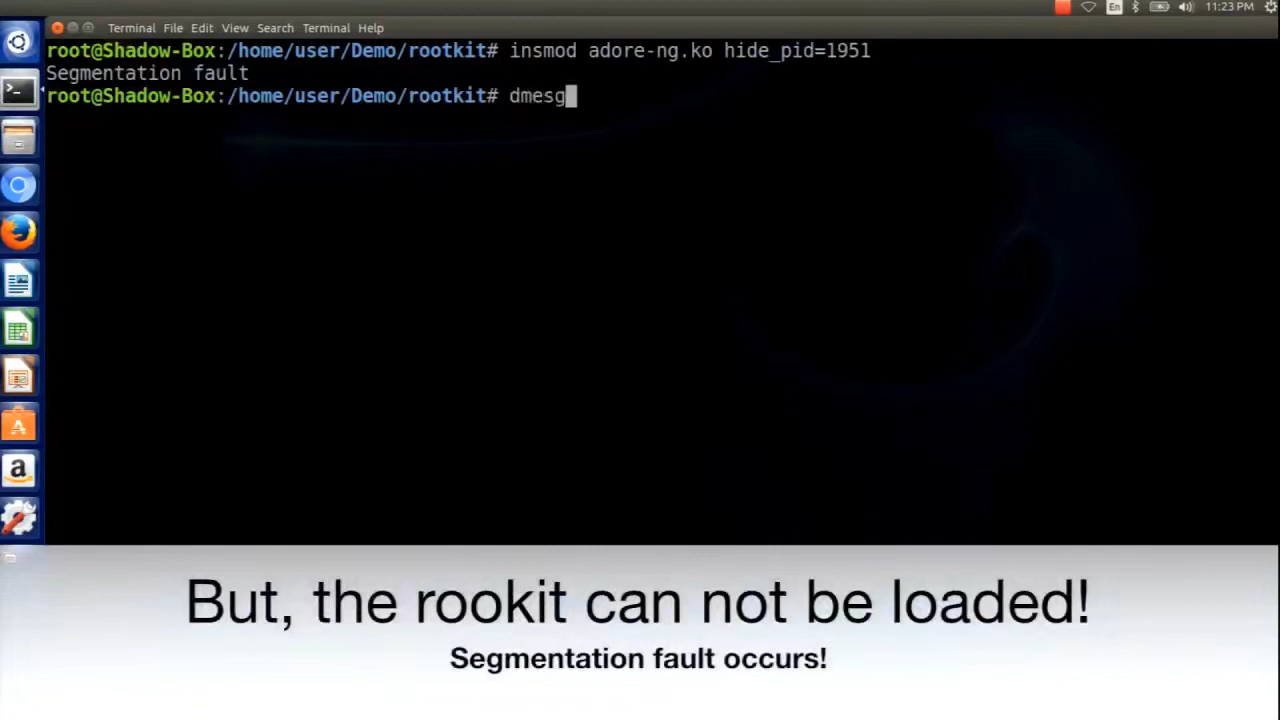 Terminal File Edit View Search Terminal Help
En
11:23 PM
root@Shadow-Box:/home/user/Demo/rootkit# insmod adore-ng.ko hide_pid=1951
Segmentation fault
root@Shadow-Box:/home/user/Demo/rootkit# dmesg
But, the rookit can not be loaded!
Segmentation fault occurs!